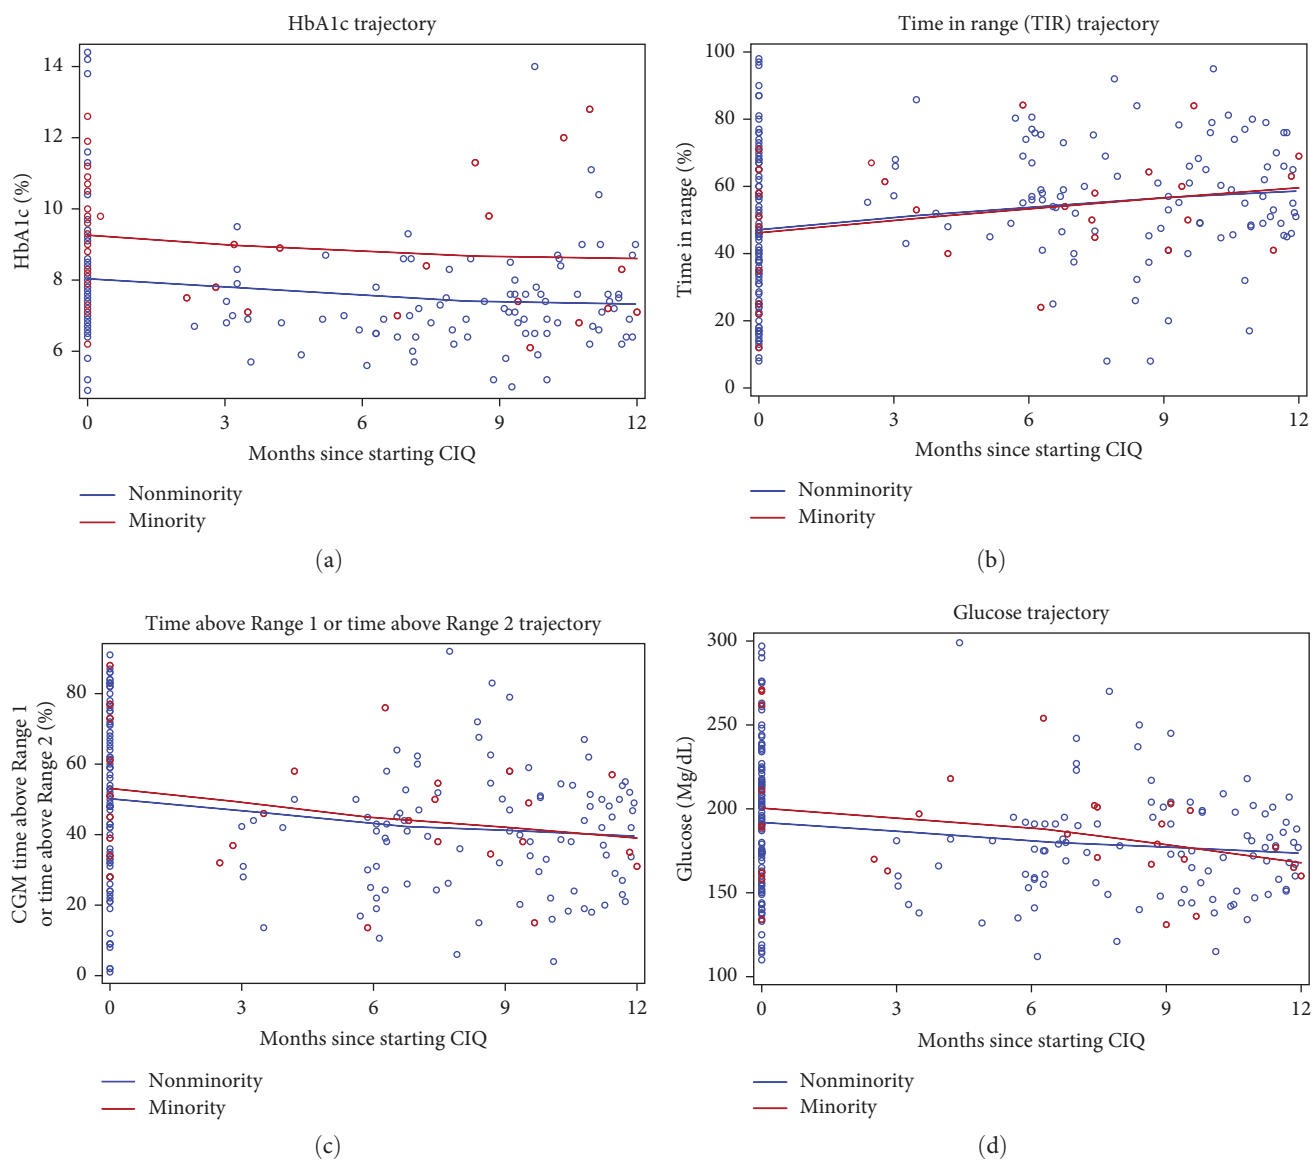 HbA1c trajectory
HbA1c (%)
14
12
10
8
6
0 3 6 9 12
Months since starting CIQ
Nonminority
Minority
(a)
Time in range (TIR) trajectory
Time in range (%)
100
80
60
40
20
0
0 3 6 9 12
Months since starting CIQ
Nonminority
Minority
(b)
Time above Range 1 or time above Range 2 trajectory
CGM time above Range 1
or time above Range 2 (%)
80
60
40
20
0
0 3 6 9 12
Months since starting CIQ
Nonminority
Minority
(c)
Glucose trajectory
Glucose (Mg/dL)
300
250
200
150
100
0 3 6 9 12
Months since starting CIQ
Nonminority
Minority
(d)